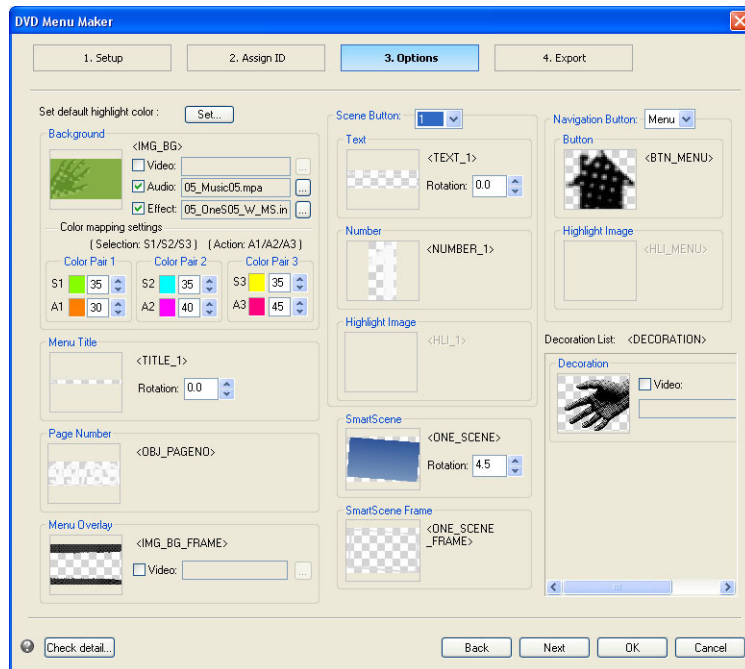 DVD Menu Maker
1. Setup
2. Assign ID
3. Options
4. Export
Set default highlight color :
Set...
Background
<IMG_BG>
Video:
...
Audio: 05_Music05.mpa
...
Effect: 05_OneS05_W_MS.in
...
Color mapping settings
( Selection: S1/S2/S3 ) ( Action: A1/A2/A3 )
Color Pair 1
S1 35
A1 30
Color Pair 2
S2 35
A2 40
Color Pair 3
S3 35
A3 45
Menu Title
<TITLE_1>
Rotation: 0.0
Page Number
<OBJ_PAGENO>
Menu Overlay
<IMG_BG_FRAME>
Video:
...
Scene Button: 1
Text
<TEXT_1>
Rotation: 0.0
Number
<NUMBER_1>
Highlight Image
<HLI_1>
SmartScene
<ONE_SCENE>
Rotation: 4.5
SmartScene Frame
<ONE_SCENE
_FRAME>
Navigation Button: Menu
Button
<BTN_MENU>
Highlight Image
<HLI_MENU>
Decoration List: <DECORATION>
Decoration
Video:
?
Check detail...
Back
Next
OK
Cancel